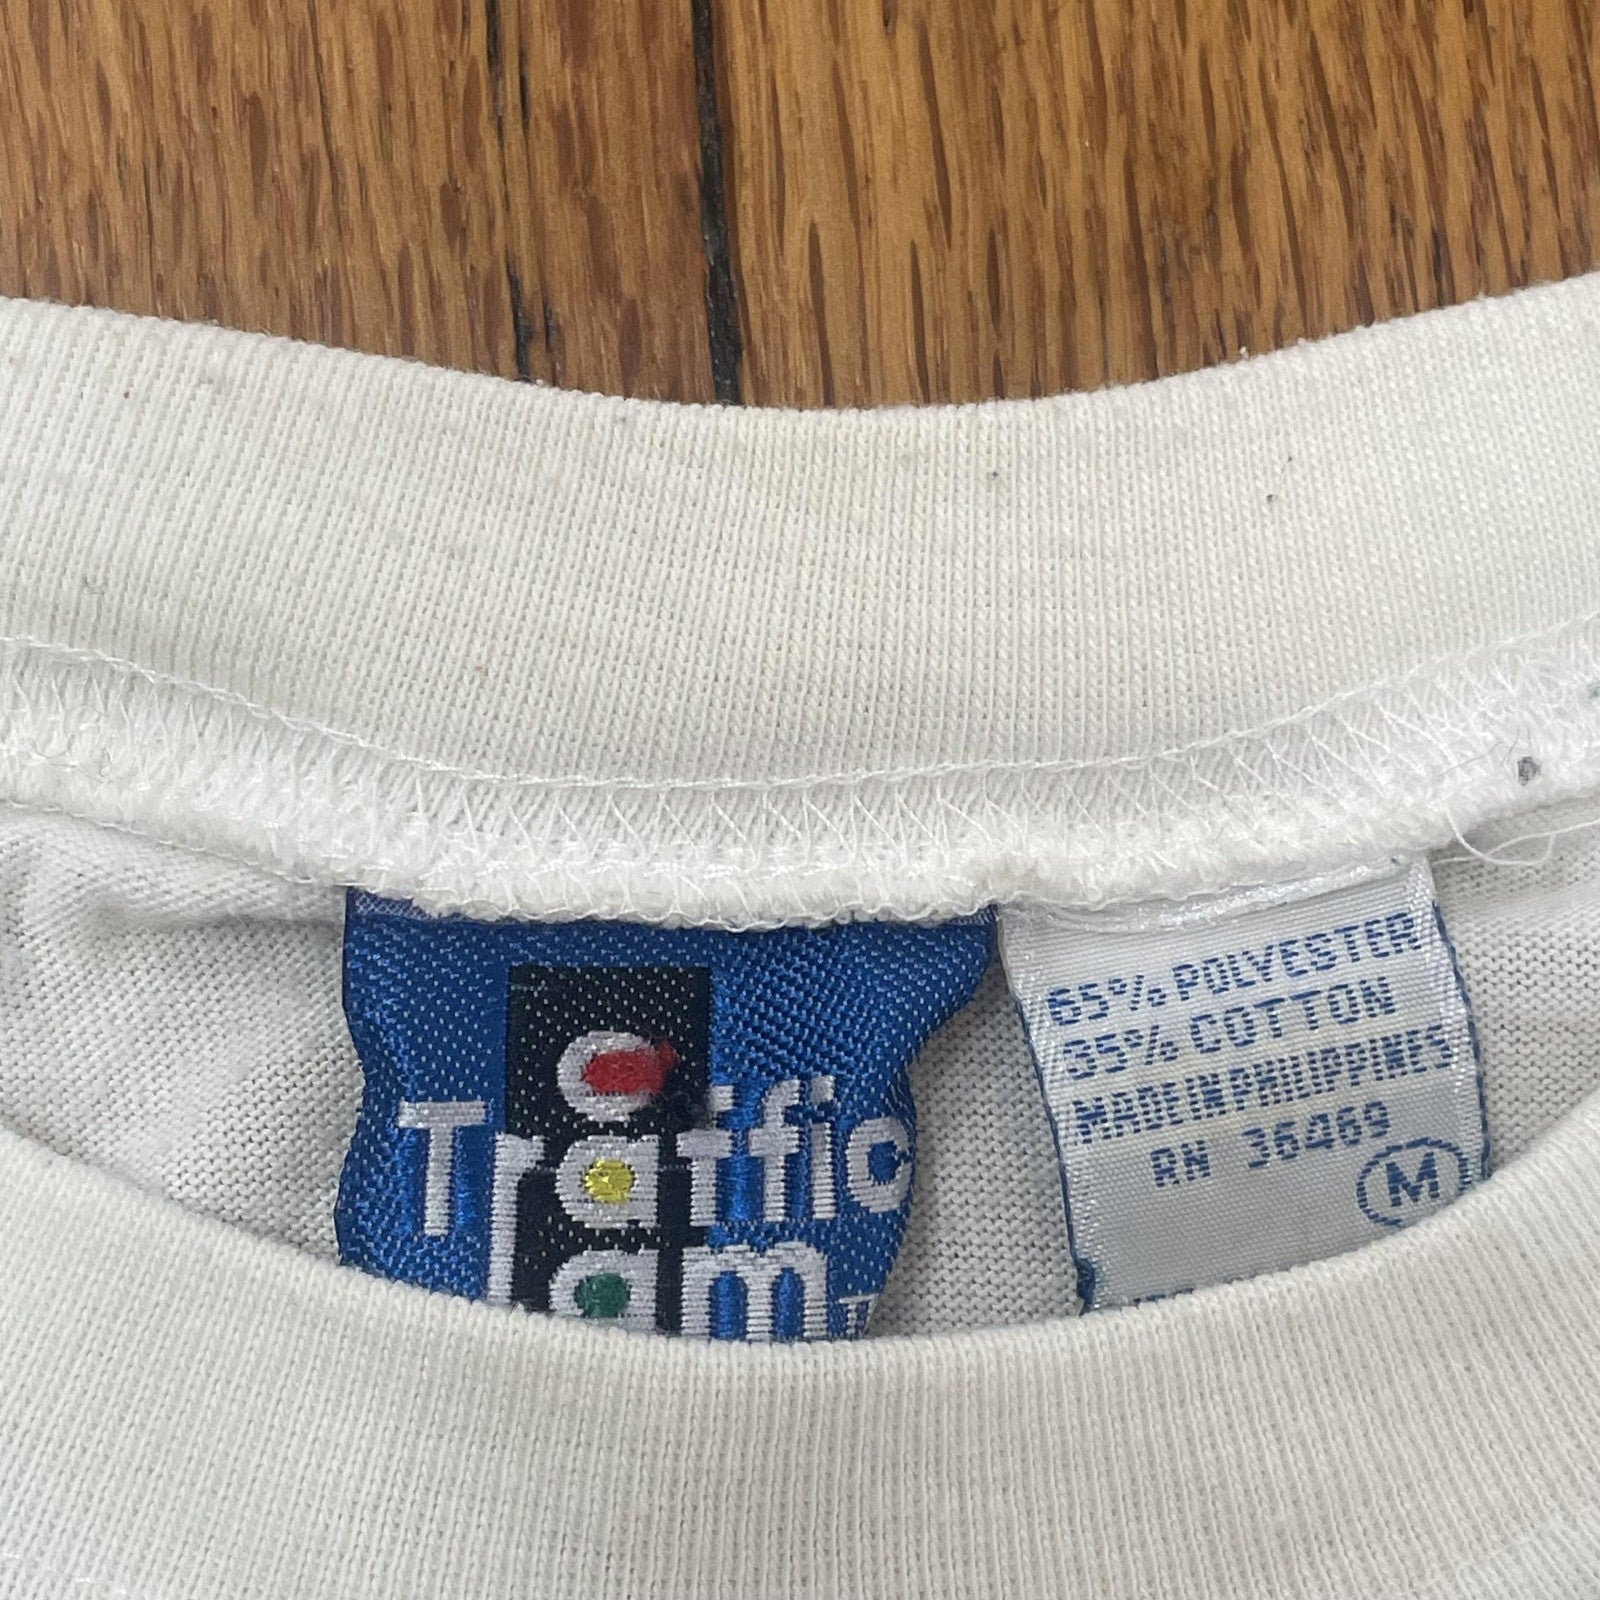 Traffic
Jam
65% POLYESTER
35% COTTON
MADE IN PHILIPPINES
RN 36469
M